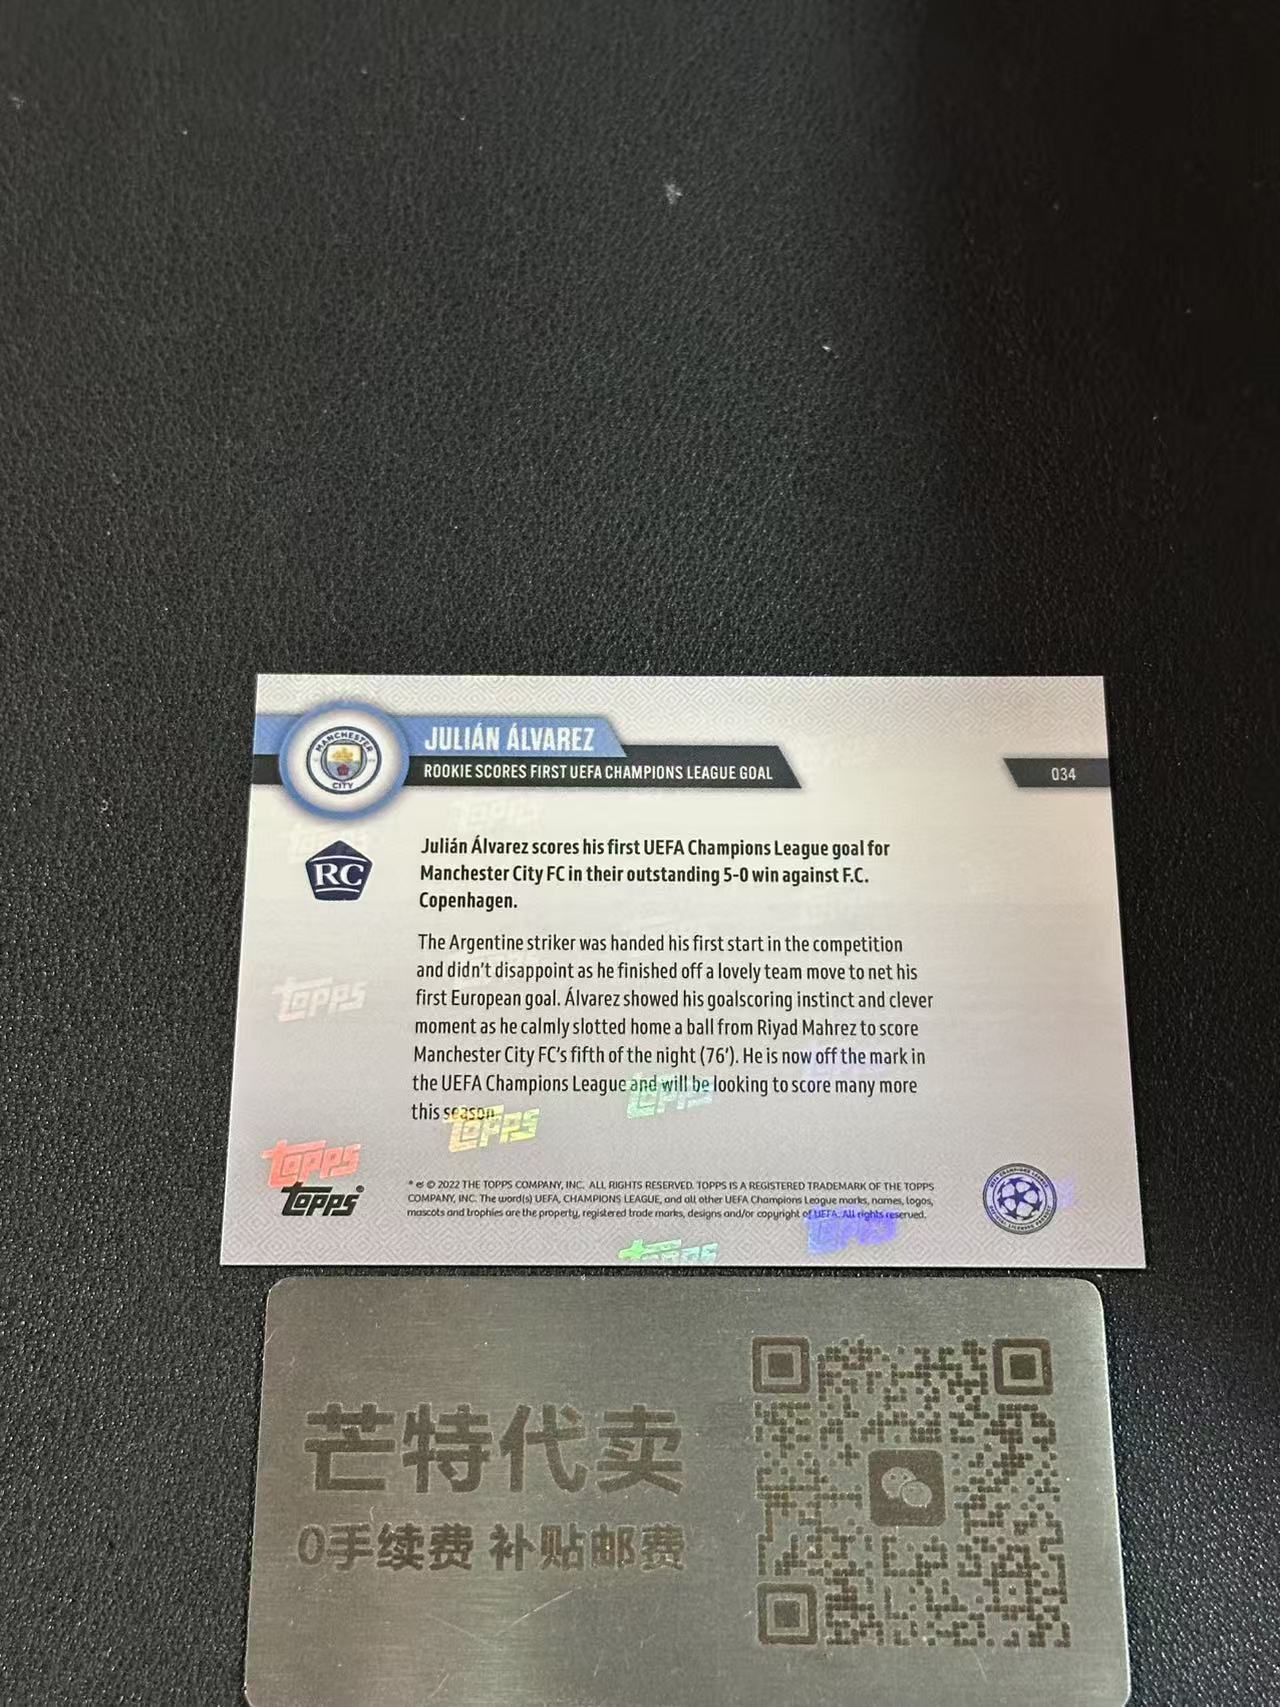 MANCHESTER
CITY
JULIÁN ÁLVAREZ
ROOKIE SCORES FIRST UEFA CHAMPIONS LEAGUE GOAL
034
RC
Julián Álvarez scores his first UEFA Champions League goal for
Manchester City FC in their outstanding 5-0 win against F.C.
Copenhagen.
The Argentine striker was handed his first start in the competition
and didn't disappoint as he finished off a lovely team move to net his
first European goal. Álvarez showed his goalscoring instinct and clever
moment as he calmly slotted home a ball from Riyad Mahrez to score
Manchester City FC's fifth of the night (76'). He is now off the mark in
the UEFA Champions League and will be looking to score many more
this season.
topps
topps
topps
topps
topps
topps®
® & © 2022 THE TOPPS COMPANY, INC. ALL RIGHTS RESERVED. TOPPS IS A REGISTERED TRADEMARK OF THE TOPPS
COMPANY, INC. The word(s) UEFA, CHAMPIONS LEAGUE, and all other UEFA Champions League marks, names, logos,
mascots and trophies are the property, registered trade marks, designs and/or copyright of UEFA. All rights reserved.
topps
topps
芒特代卖
0手续费 补贴邮费